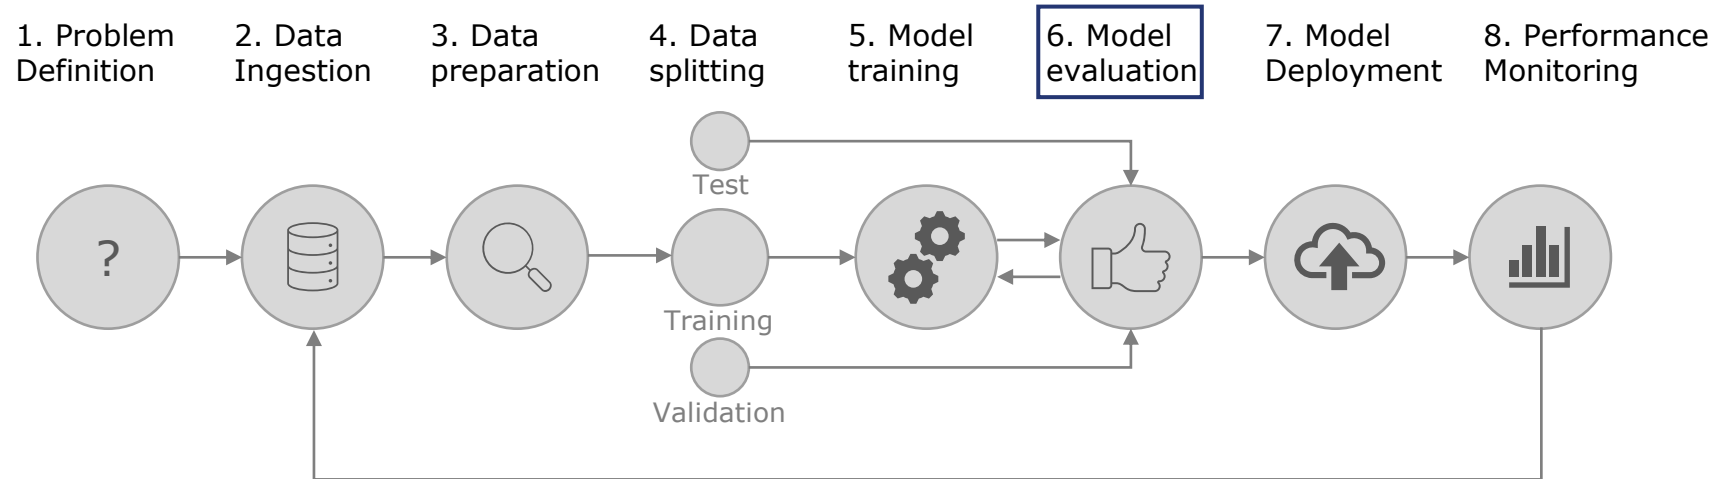 1. Problem
Definition
2. Data
Ingestion
3. Data
preparation
4. Data
splitting
5. Model
training
6. Model
evaluation
7. Model
Deployment
8. Performance
Monitoring
Test
?
Training
Validation